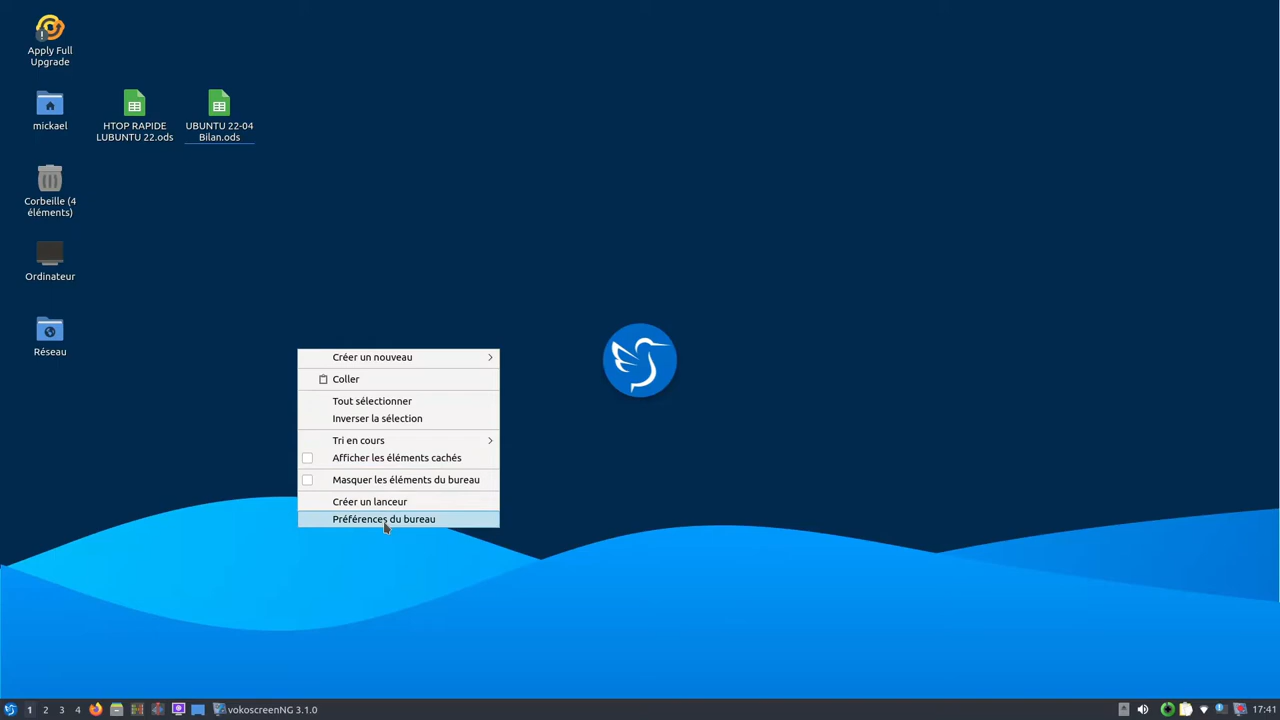 Apply Full
Upgrade
mickael
HTOP RAPIDE
LUBUNTU 22.ods
UBUNTU 22-04
Bilan.ods
Corbeille (4
éléments)
Ordinateur
Réseau
Créer un nouveau
Coller
Tout sélectionner
Inverser la sélection
Tri en cours
Afficher les éléments cachés
Masquer les éléments du bureau
Créer un lanceur
Préférences du bureau
1 2 3 4 vokoscreenNG 3.1.0 17:41